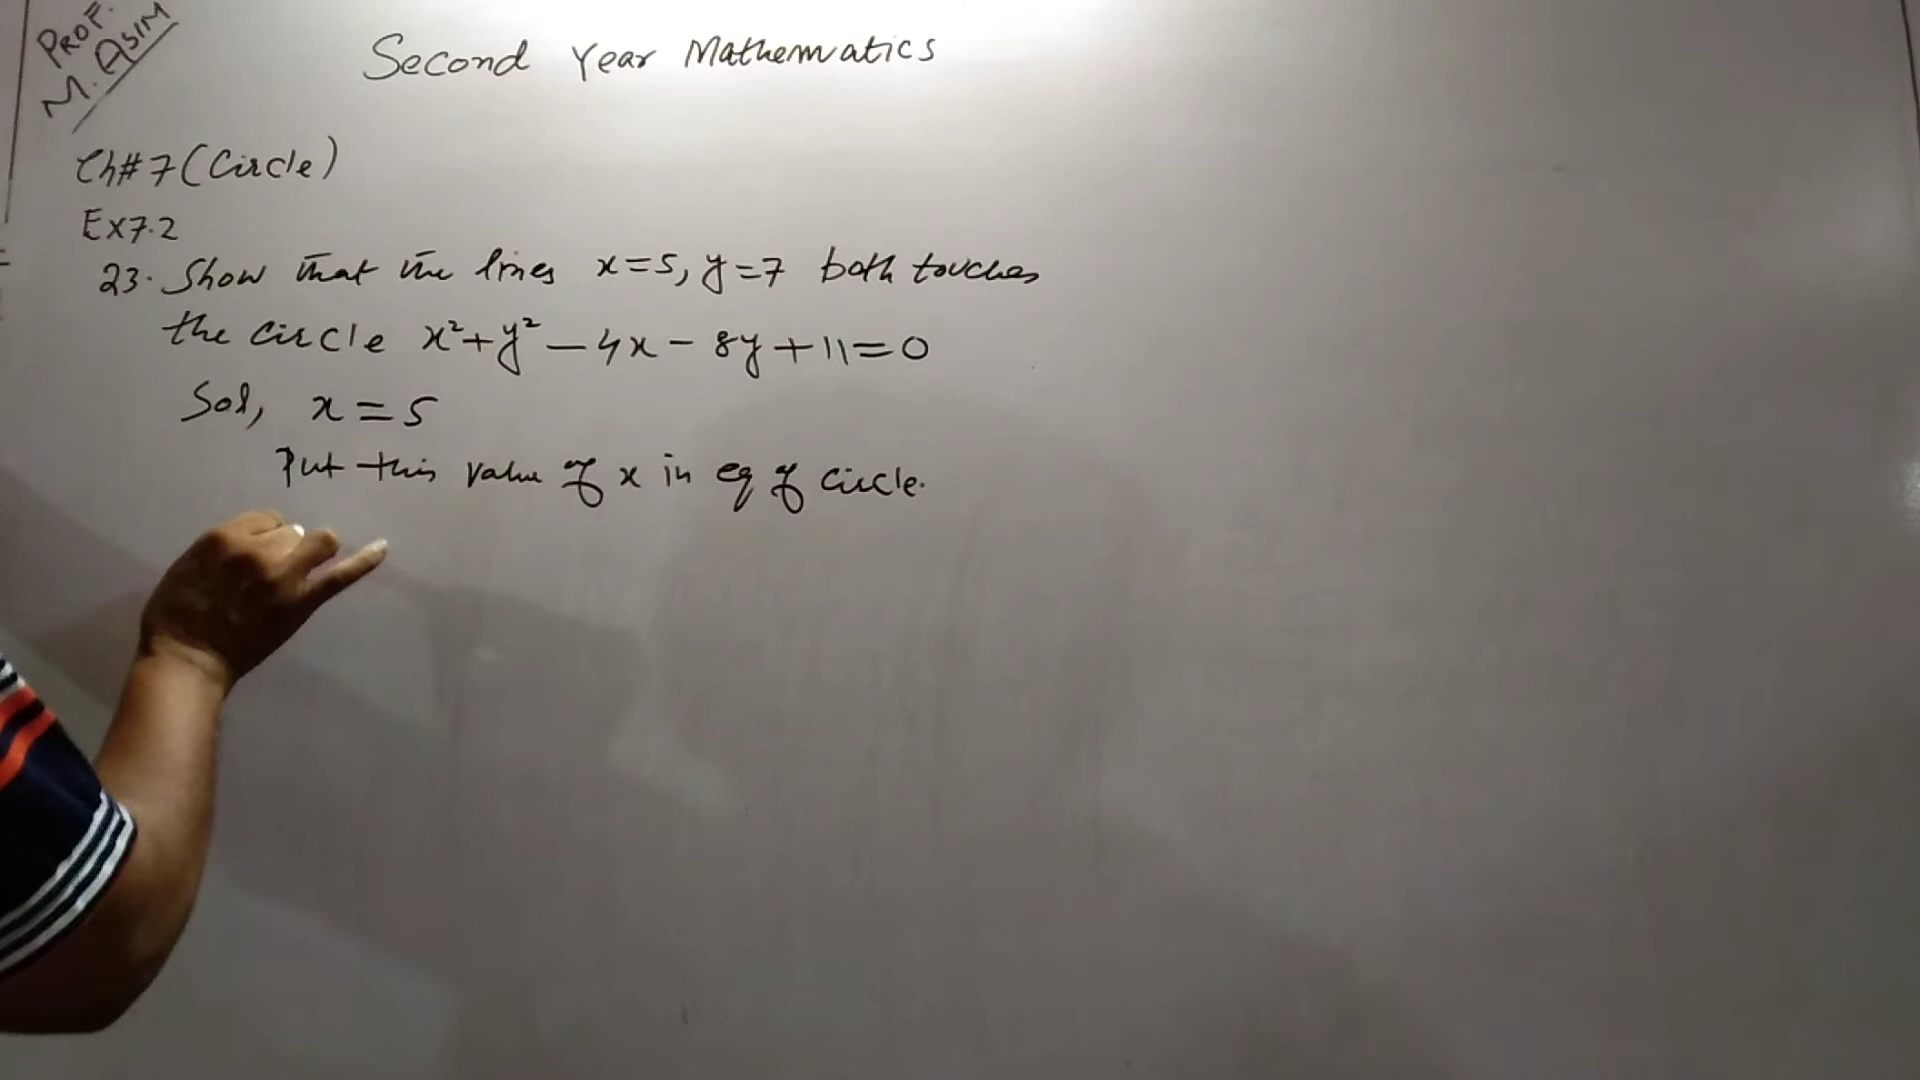 PROF.
M. ASIM
Second Year Mathematics
Ch# 7 (Circle)
Ex7.2
23. Show that the lines x=5, y=7 both touches
the circle x²+y²-4x-8y+11=0
Sol, x=5
Put this value of x in eq of circle.